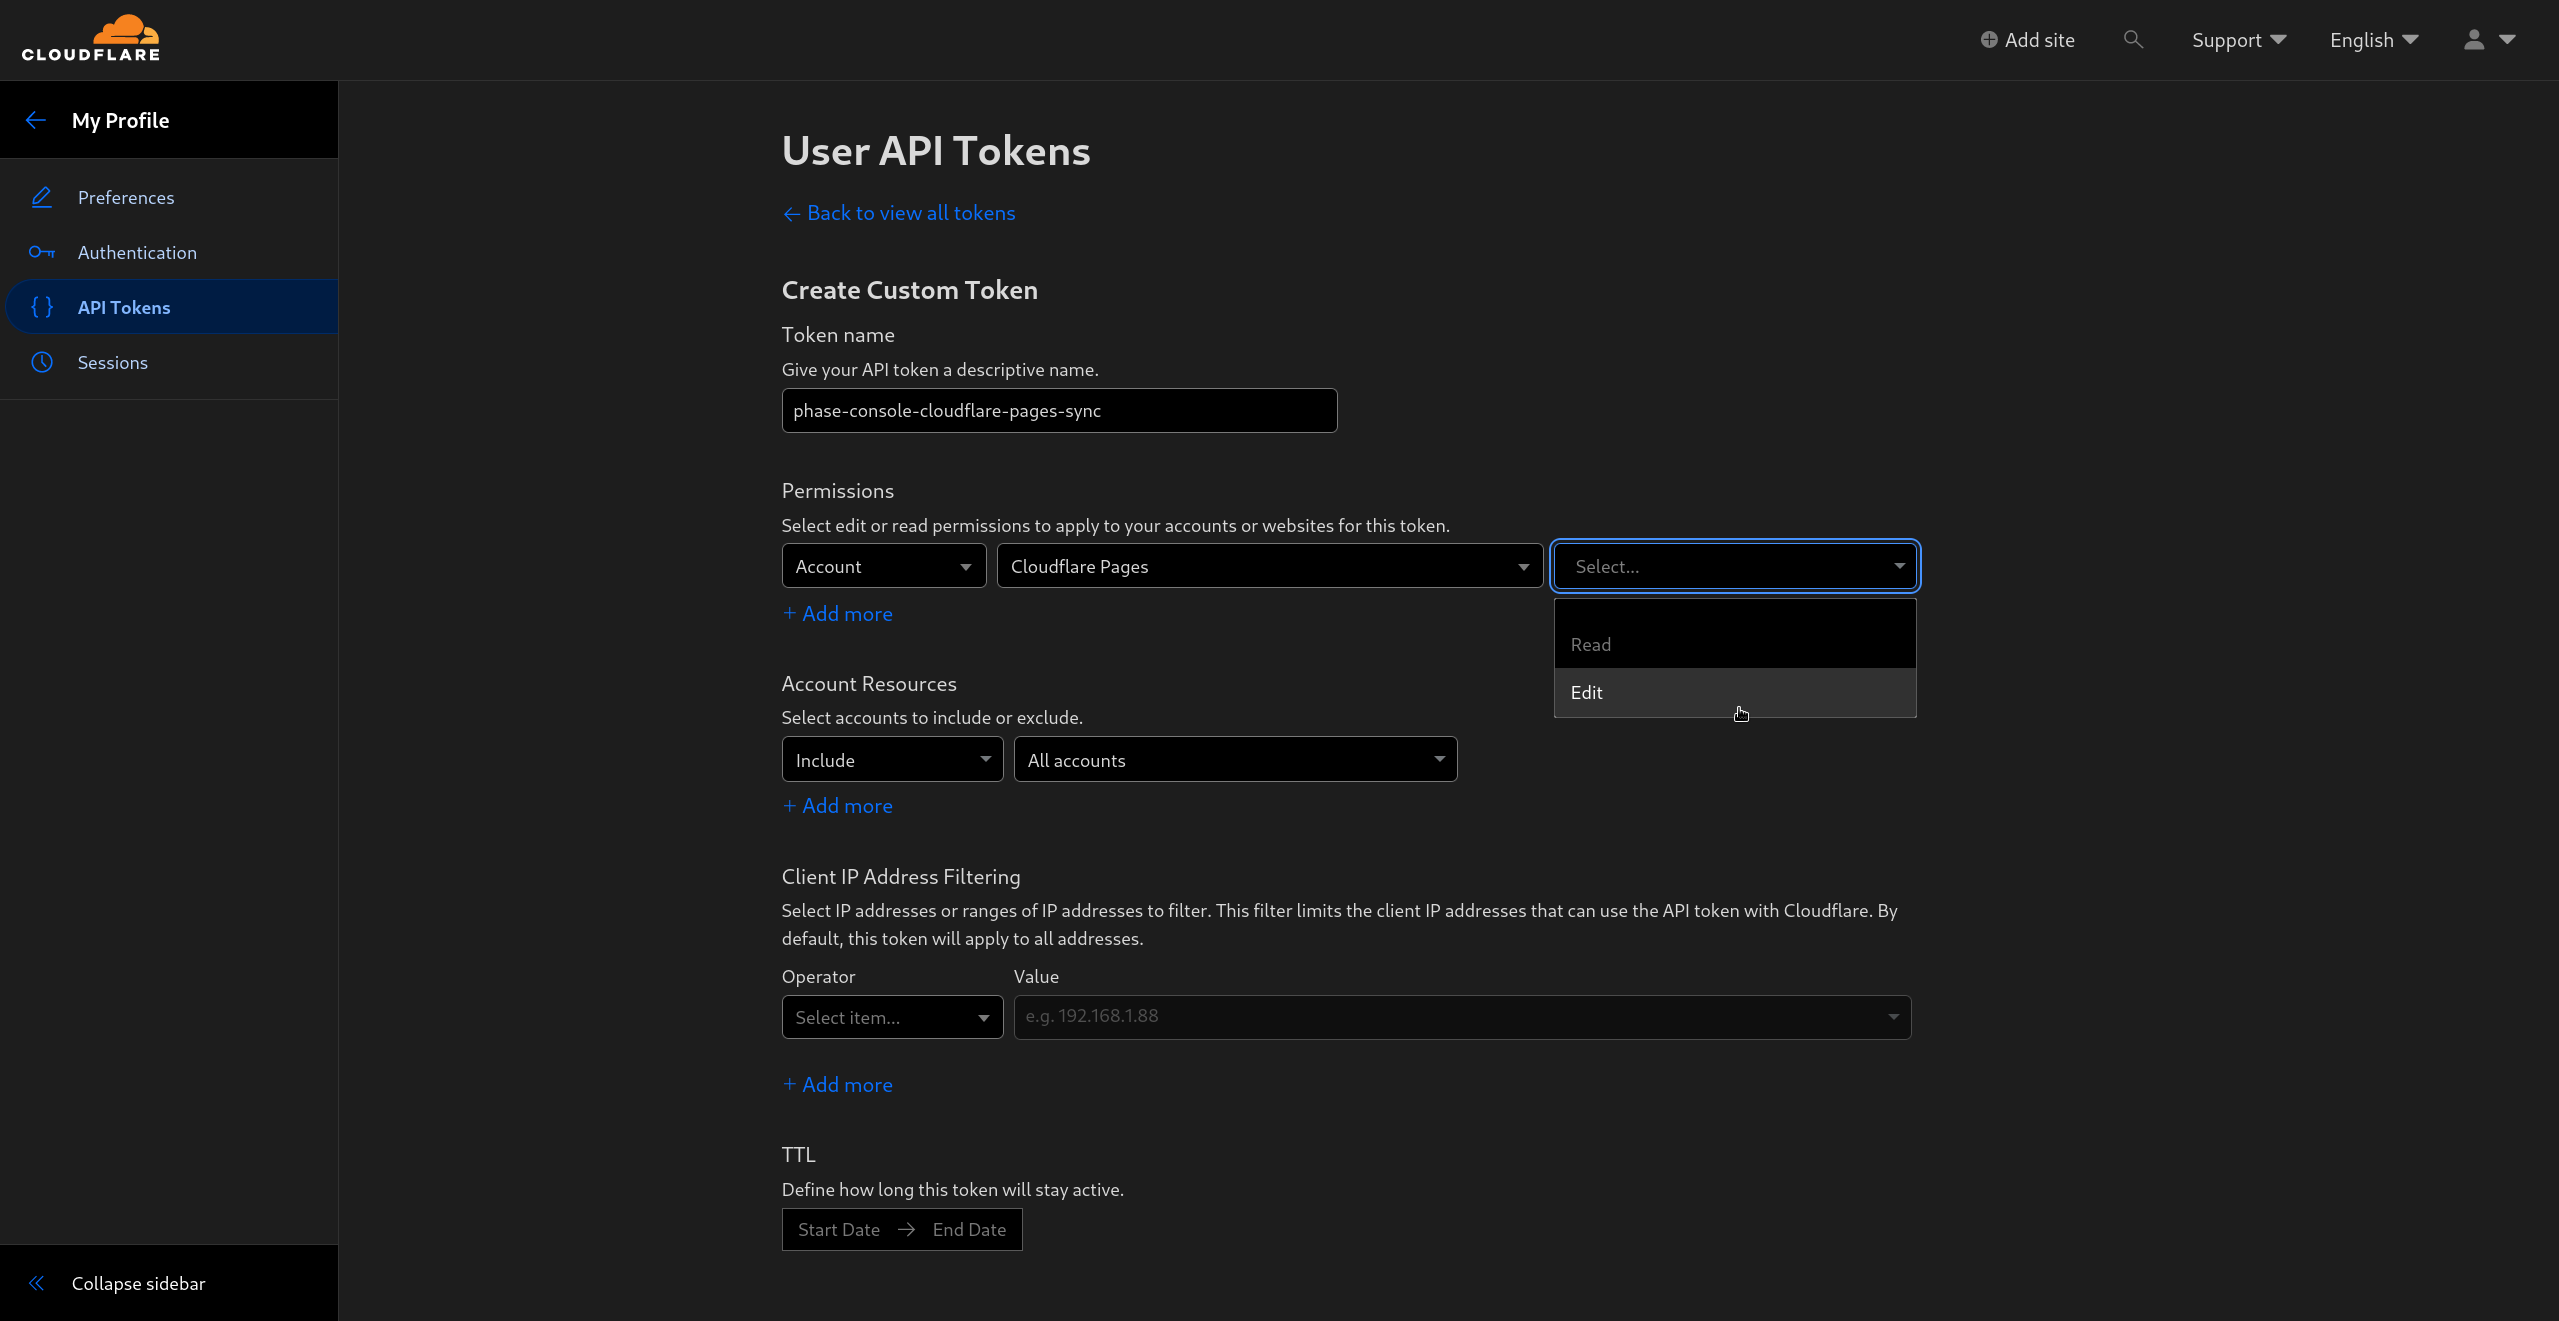 CLOUDFLARE
Add site
Support
English
My Profile
Preferences
Authentication
{ } API Tokens
Sessions
Collapse sidebar
User API Tokens
← Back to view all tokens
Create Custom Token
Token name
Give your API token a descriptive name.
phase-console-cloudflare-pages-sync
Permissions
Select edit or read permissions to apply to your accounts or websites for this token.
Account Cloudflare Pages Select...
Read
Edit
+ Add more
Account Resources
Select accounts to include or exclude.
Include All accounts
+ Add more
Client IP Address Filtering
Select IP addresses or ranges of IP addresses to filter. This filter limits the client IP addresses that can use the API token with Cloudflare. By
default, this token will apply to all addresses.
Operator Value
Select item... e.g. 192.168.1.88
+ Add more
TTL
Define how long this token will stay active.
Start Date → End Date